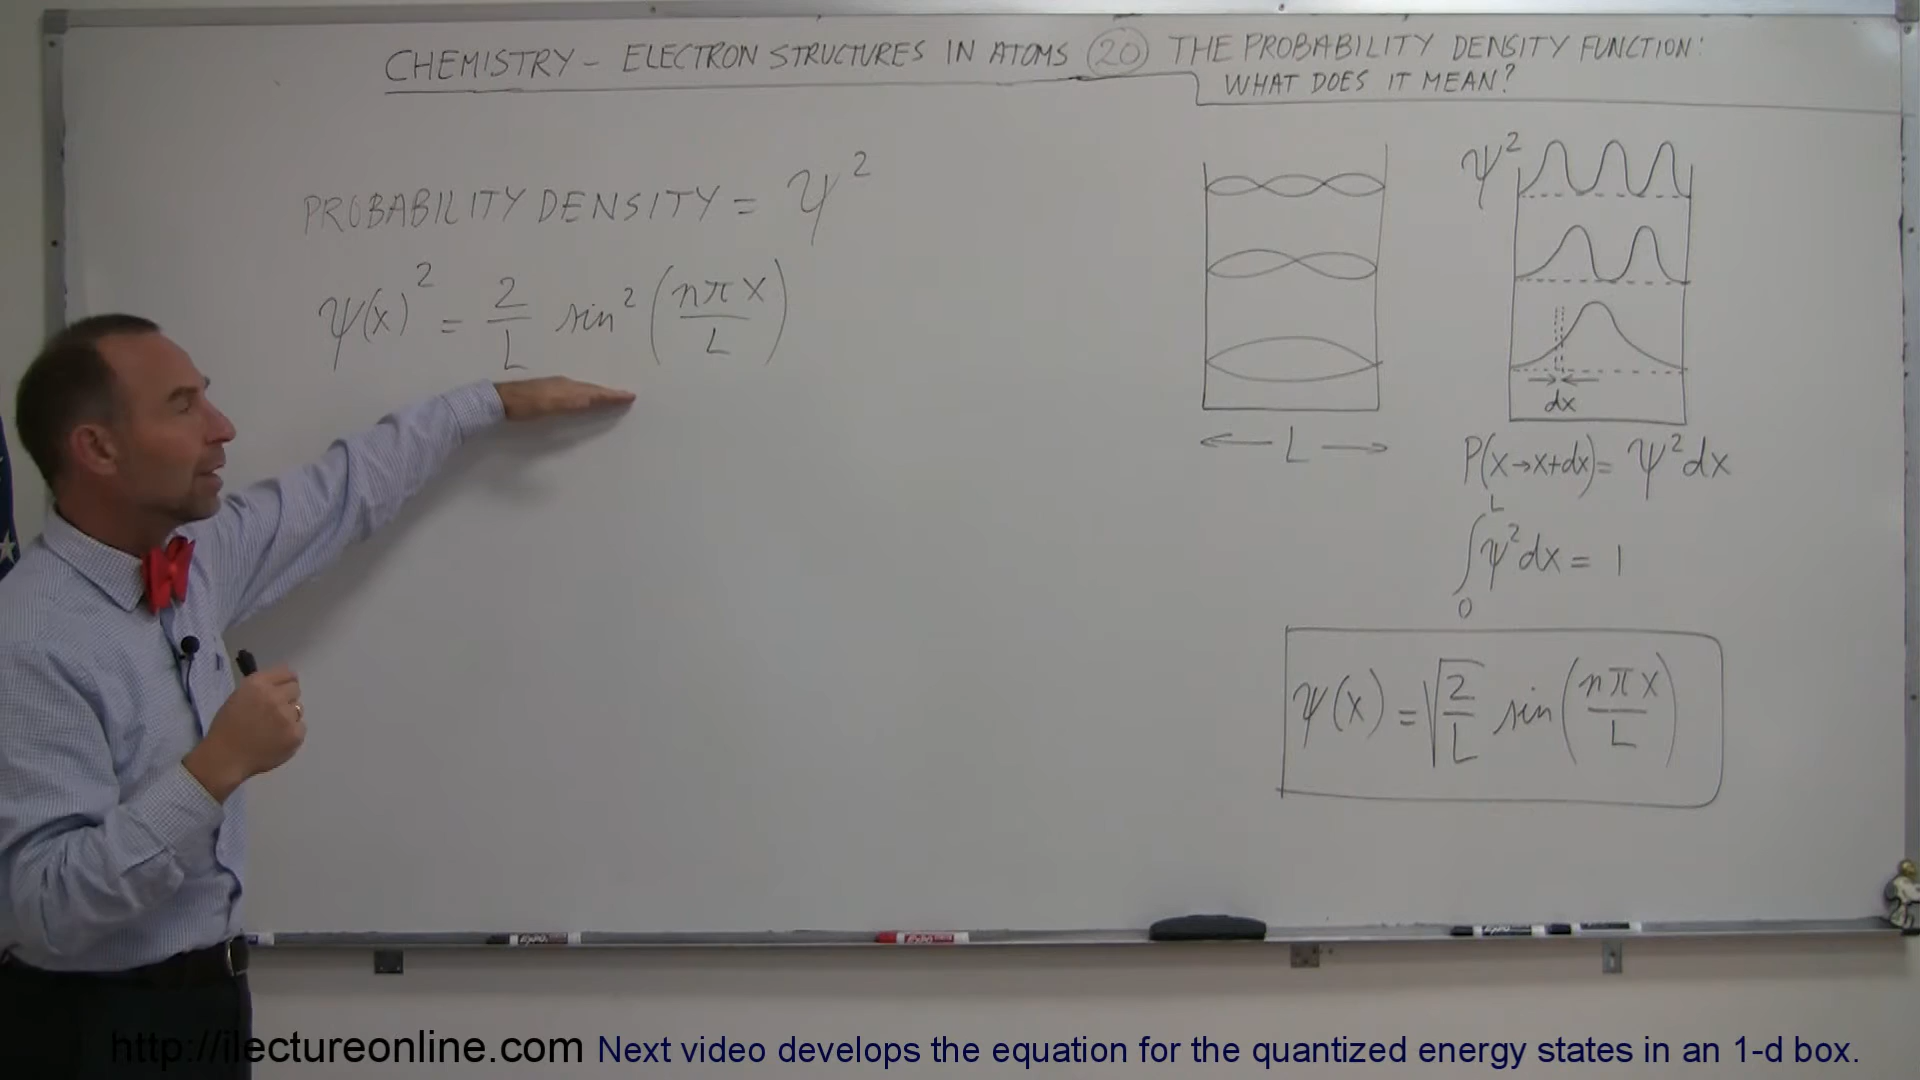 CHEMISTRY - ELECTRON STRUCTURES IN ATOMS 20 THE PROBABILITY DENSITY FUNCTION:
WHAT DOES IT MEAN?
PROBABILITY DENSITY = ψ²
ψ(x)² = 2/L sin² (nπx/L)
ψ²
dx
← L →
P(x→x+dx) = ψ²dx
∫₀ᴸ ψ²dx = 1
ψ(x) = √(2/L) sin (nπx/L)
http://ilectureonline.com Next video develops the equation for the quantized energy states in an 1-d box.